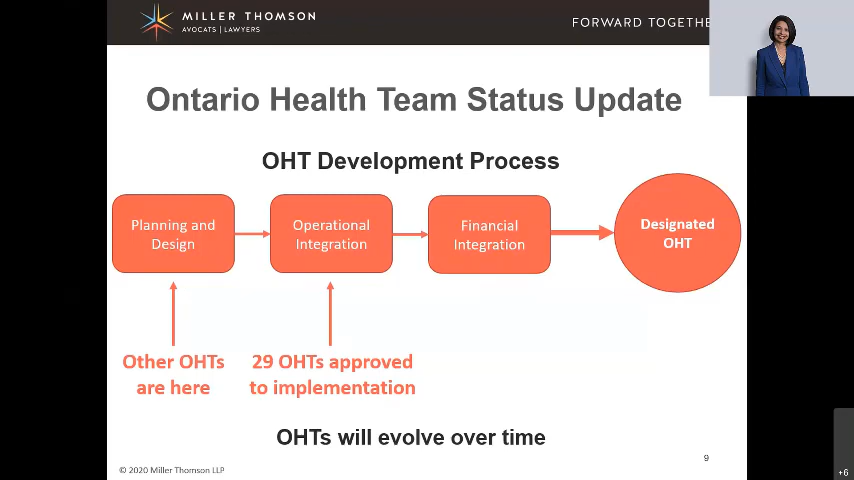 MILLER THOMSON
AVOCATS | LAWYERS
FORWARD TOGETHE
Ontario Health Team Status Update
OHT Development Process
Planning and
Design
Operational
Integration
Financial
Integration
Designated
OHT
Other OHTs
are here
29 OHTs approved
to implementation
OHTs will evolve over time
9
© 2020 Miller Thomson LLP
+6